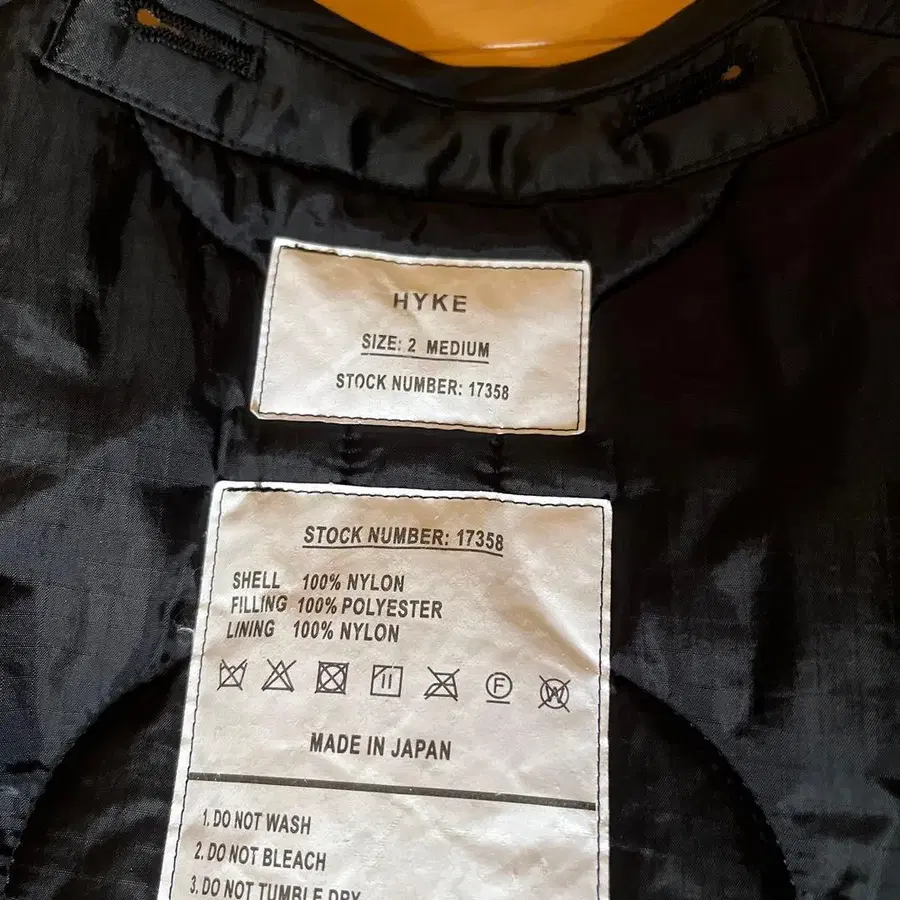 HYKE
SIZE: 2 MEDIUM
STOCK NUMBER: 17358
STOCK NUMBER: 17358
SHELL 100% NYLON
FILLING 100% POLYESTER
LINING 100% NYLON
F W
MADE IN JAPAN
1. DO NOT WASH
2. DO NOT BLEACH
3. DO NOT TUMBLE DRY